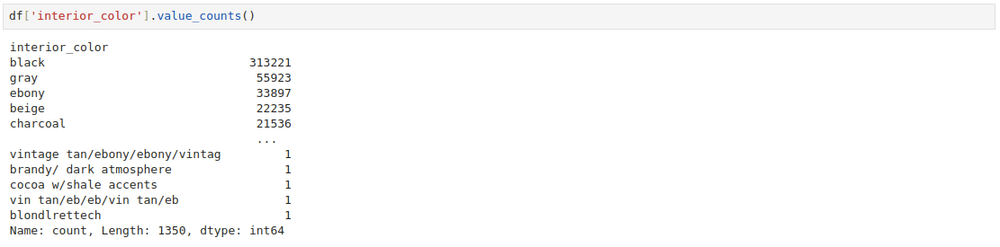 df['interior_color'].value_counts()
interior_color
black 313221
gray 55923
ebony 33897
beige 22235
charcoal 21536
...
vintage tan/ebony/ebony/vintag 1
brandy/ dark atmosphere 1
cocoa w/shale accents 1
vin tan/eb/eb/vin tan/eb 1
blondlrettech 1
Name: count, Length: 1350, dtype: int64